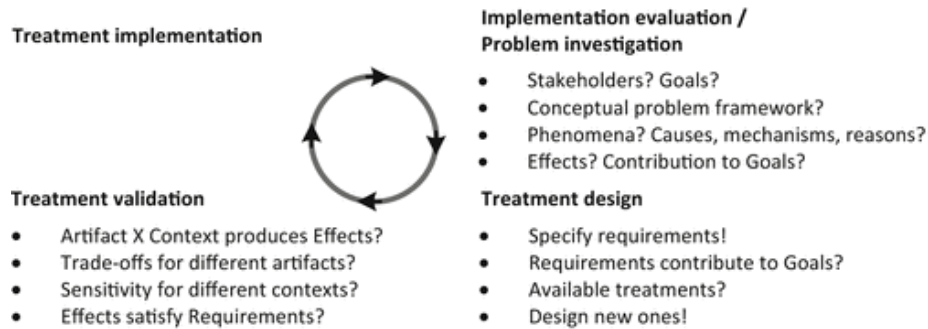 Treatment implementation
Implementation evaluation /
Problem investigation
• Stakeholders? Goals?
• Conceptual problem framework?
• Phenomena? Causes, mechanisms, reasons?
• Effects? Contribution to Goals?
Treatment validation
• Artifact X Context produces Effects?
• Trade-offs for different artifacts?
• Sensitivity for different contexts?
• Effects satisfy Requirements?
Treatment design
• Specify requirements!
• Requirements contribute to Goals?
• Available treatments?
• Design new ones!